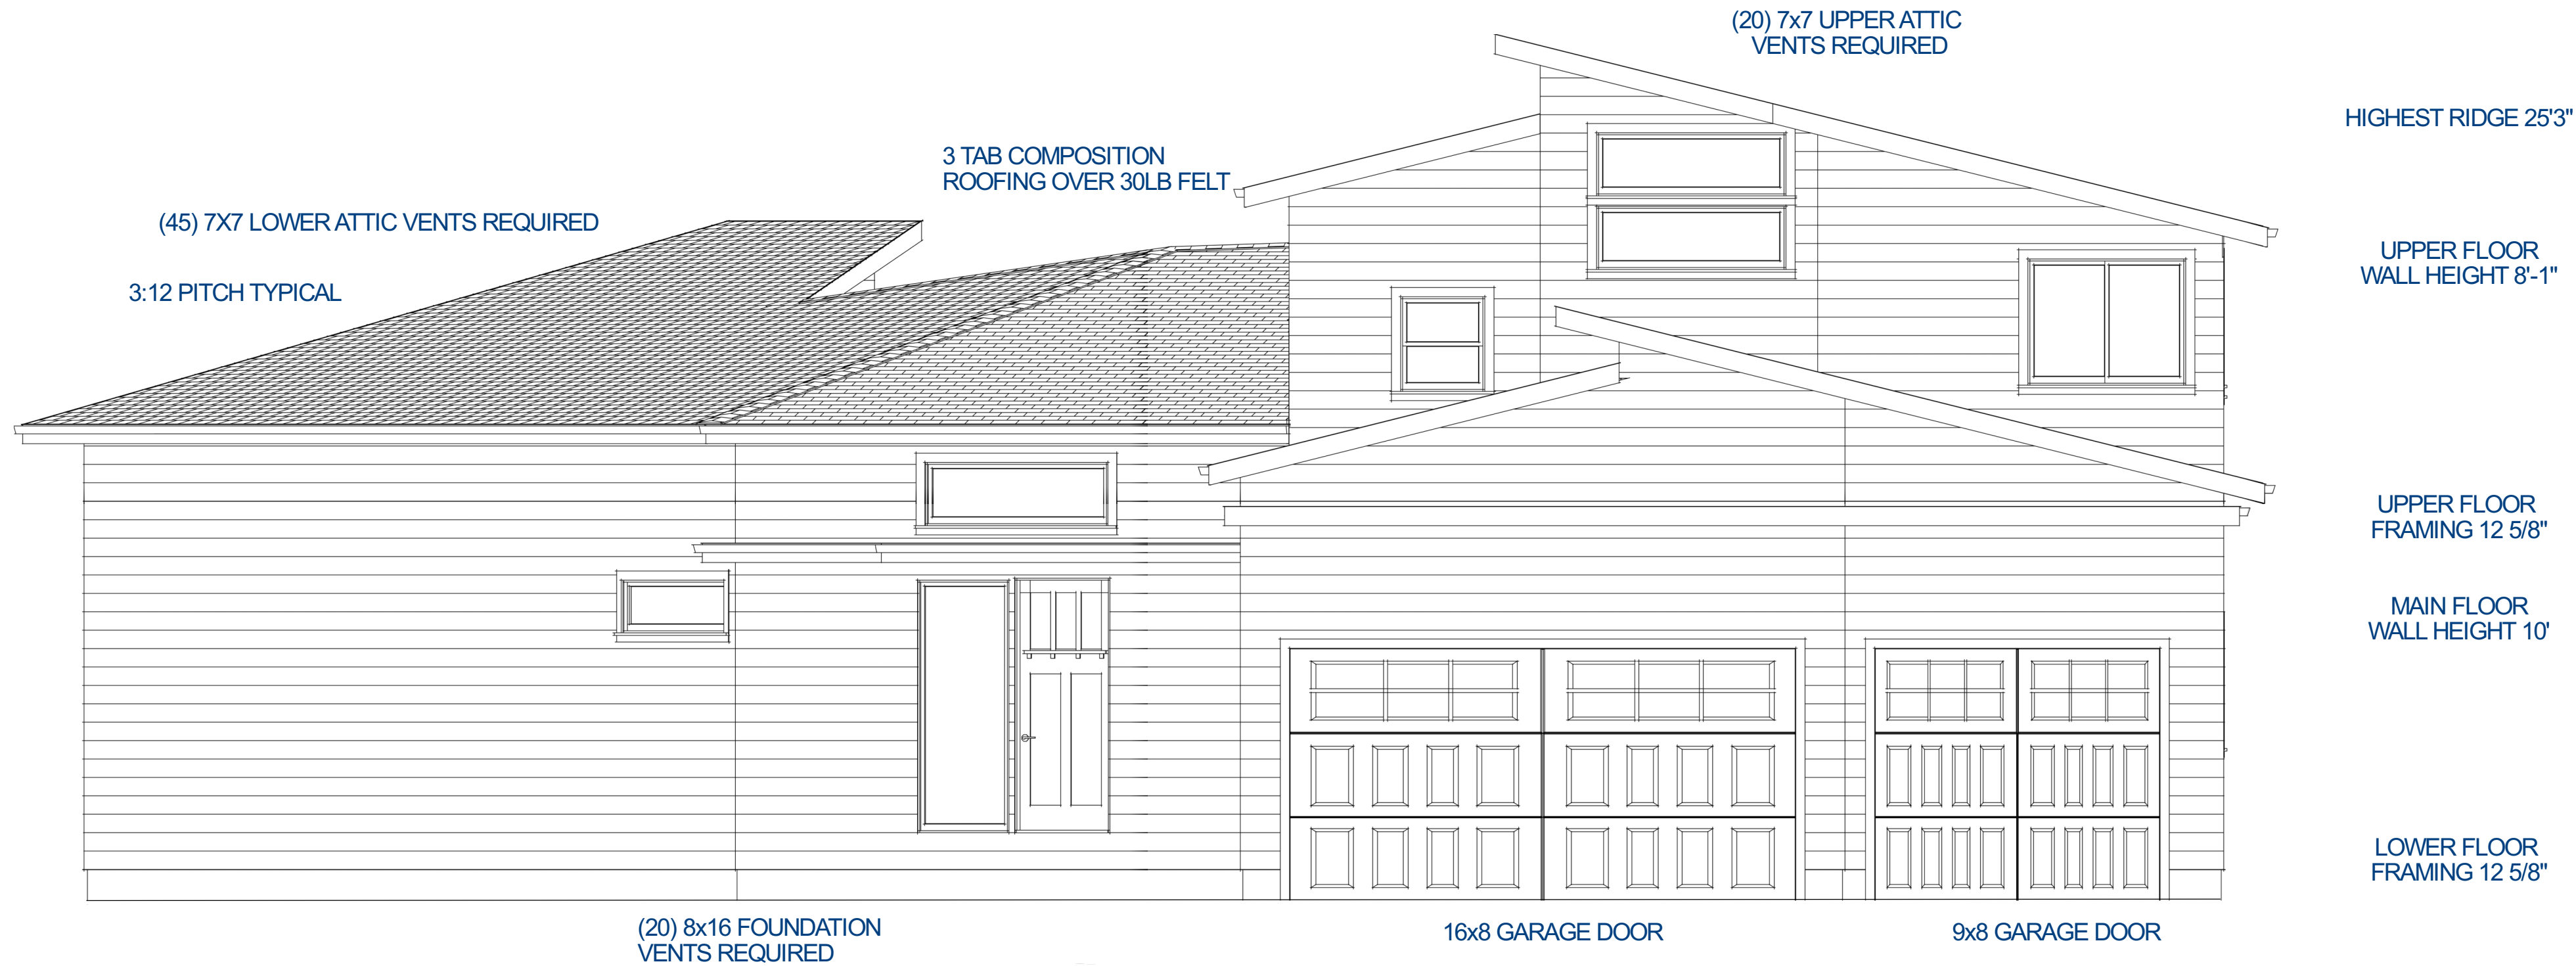 (20) 7x7 UPPER ATTIC
VENTS REQUIRED
HIGHEST RIDGE 25'3"
3 TAB COMPOSITION
ROOFING OVER 30LB FELT
(45) 7X7 LOWER ATTIC VENTS REQUIRED
UPPER FLOOR
WALL HEIGHT 8'-1"
3:12 PITCH TYPICAL
UPPER FLOOR
FRAMING 12 5/8"
MAIN FLOOR
WALL HEIGHT 10'
LOWER FLOOR
FRAMING 12 5/8"
(20) 8x16 FOUNDATION
VENTS REQUIRED
16x8 GARAGE DOOR
9x8 GARAGE DOOR